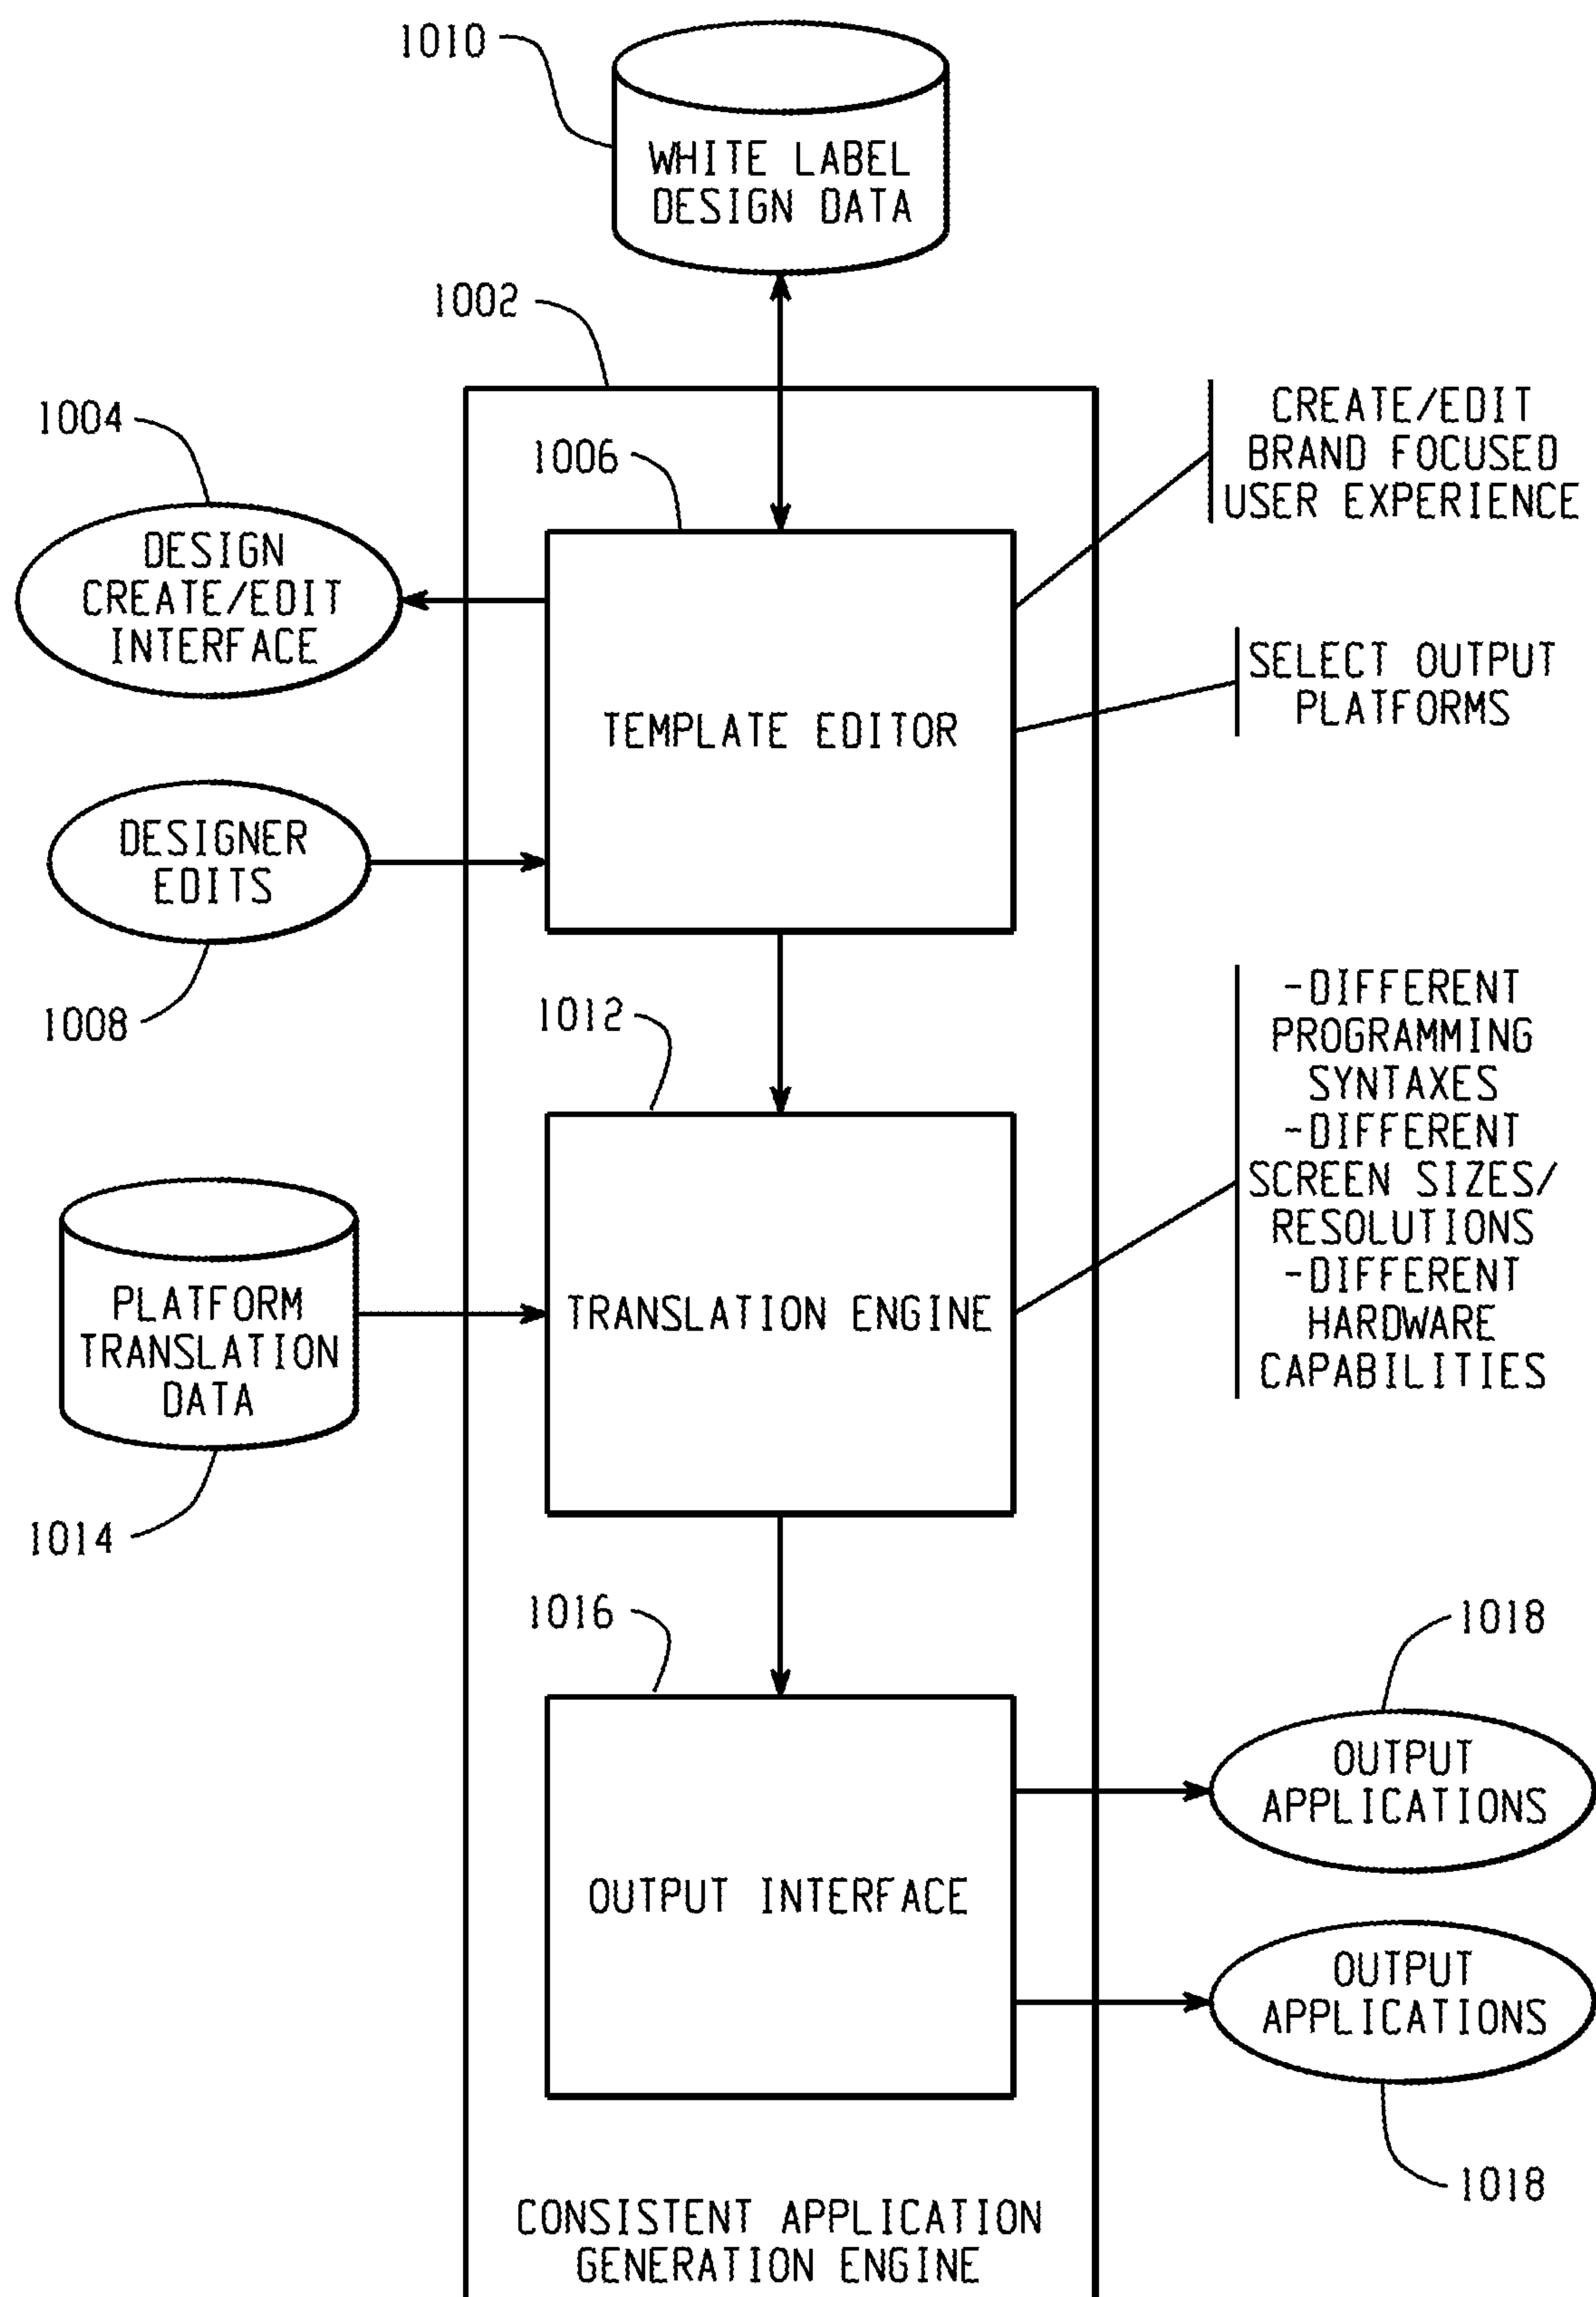 1010
WHITE LABEL
DESIGN DATA
1002
1004
1006
CREATE/EDIT
BRAND FOCUSED
USER EXPERIENCE
DESIGN
CREATE/EDIT
INTERFACE
SELECT OUTPUT
PLATFORMS
TEMPLATE EDITOR
DESIGNER
EDITS
1008
1012
-DIFFERENT
PROGRAMMING
SYNTAXES
-DIFFERENT
SCREEN SIZES/
RESOLUTIONS
-DIFFERENT
HARDWARE
CAPABILITIES
PLATFORM
TRANSLATION
DATA
TRANSLATION ENGINE
1014
1016
1018
OUTPUT
APPLICATIONS
OUTPUT INTERFACE
OUTPUT
APPLICATIONS
1018
CONSISTENT APPLICATION
GENERATION ENGINE